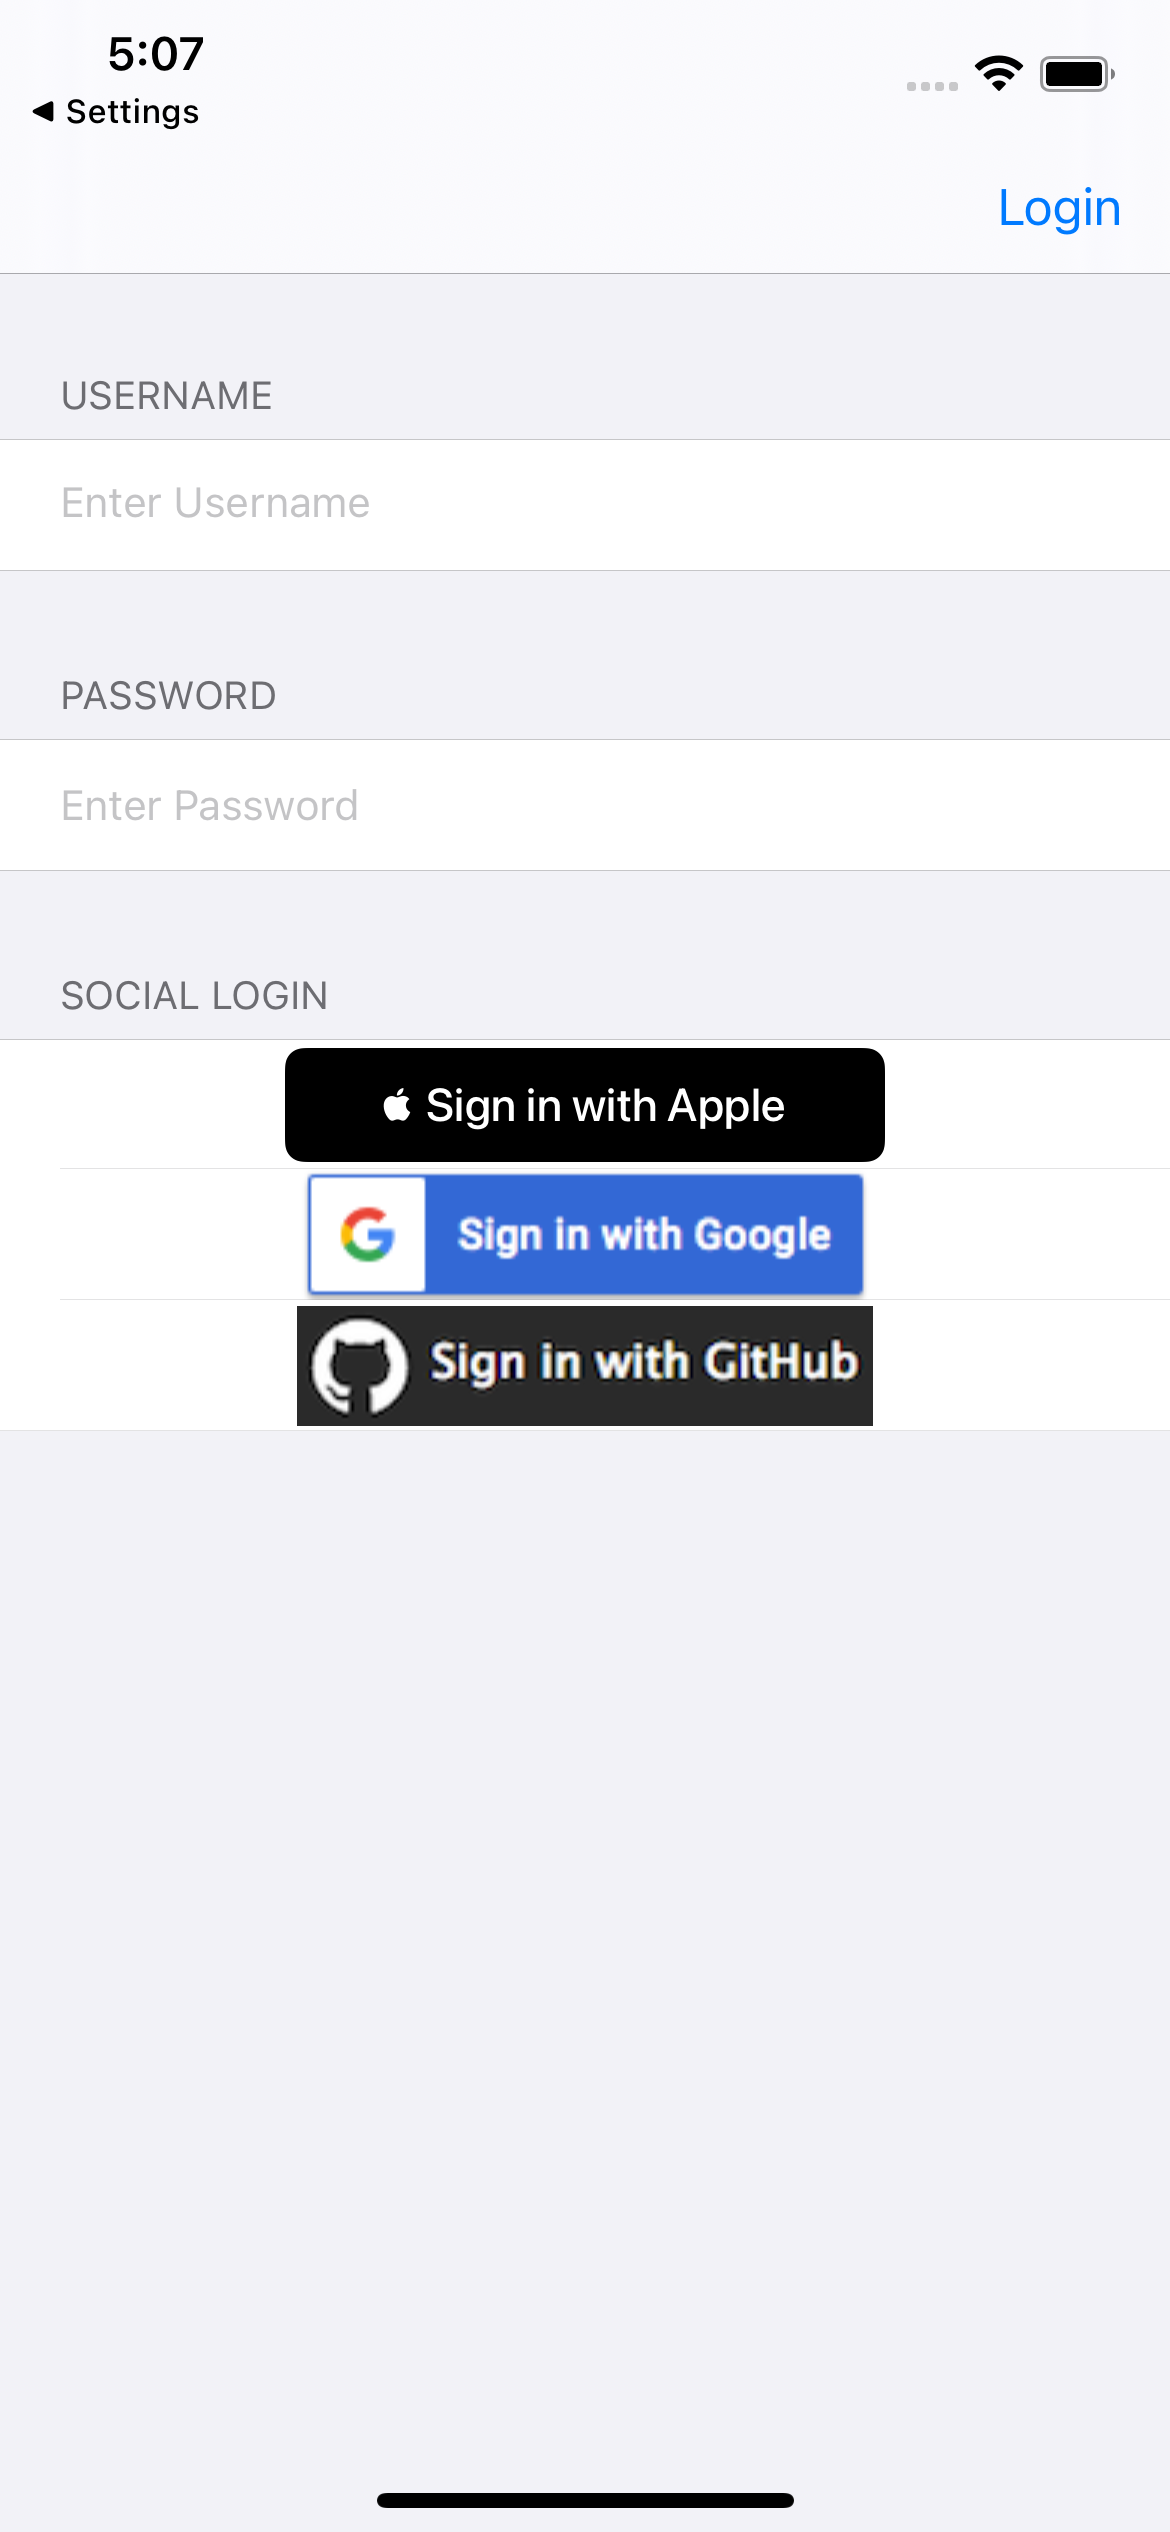 5:07
Settings
Login
USERNAME
Enter Username
PASSWORD
Enter Password
SOCIAL LOGIN
Sign in with Apple
Sign in with Google
Sign in with GitHub